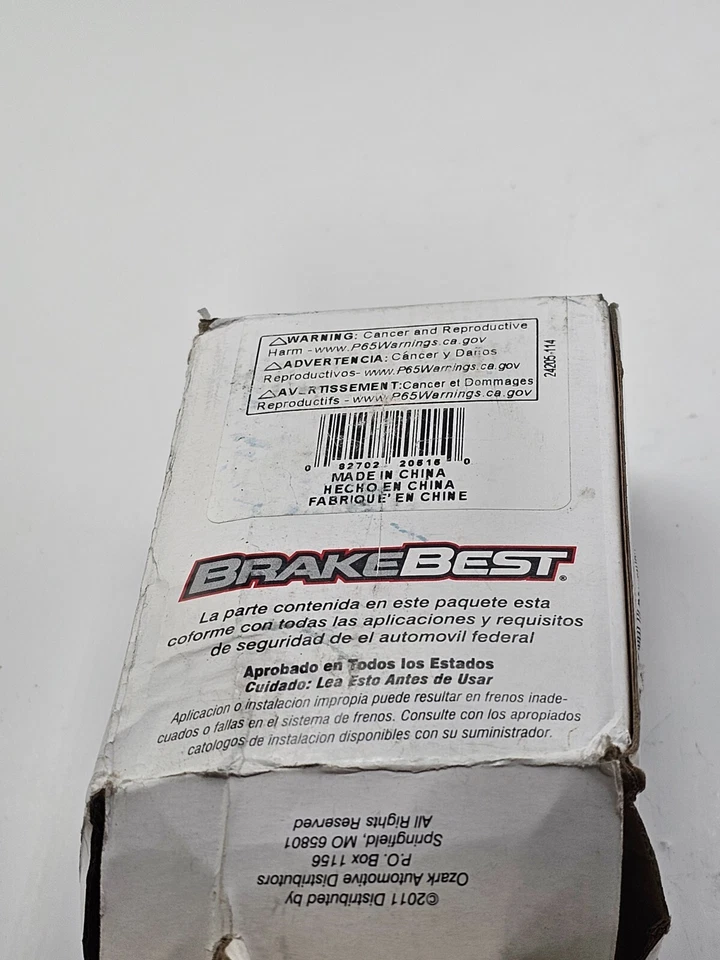 ⚠WARNING: Cancer and Reproductive
Harm - www.P65Warnings.ca.gov
⚠ADVERTENCIA: Cáncer y Daños
Reproductivos- www.P65Warnings.ca.gov
⚠AVERTISSEMENT:Cancer et Dommages
Reproductifs - www.P65Warnings.ca.gov
24205-114
0 82702 20515 0
MADE IN CHINA
HECHO EN CHINA
FABRIQUE' EN CHINE
BRAKEBEST®
La parte contenida en este paquete esta
coforme con todas las aplicaciones y requisitos
de seguridad de el automovil federal
Aprobado en Todos los Estados
Cuidado: Lea Esto Antes de Usar
Aplicacion o instalacion impropia puede resultar en frenos inade-
cuados o fallas en el sistema de frenos. Consulte con los apropiados
catologos de instalacion disponibles con su suministrador.
©2011 Distributed by
Ozark Automotive Distributors
P.O. Box 1156
Springfield, MO 65801
All Rights Reserved